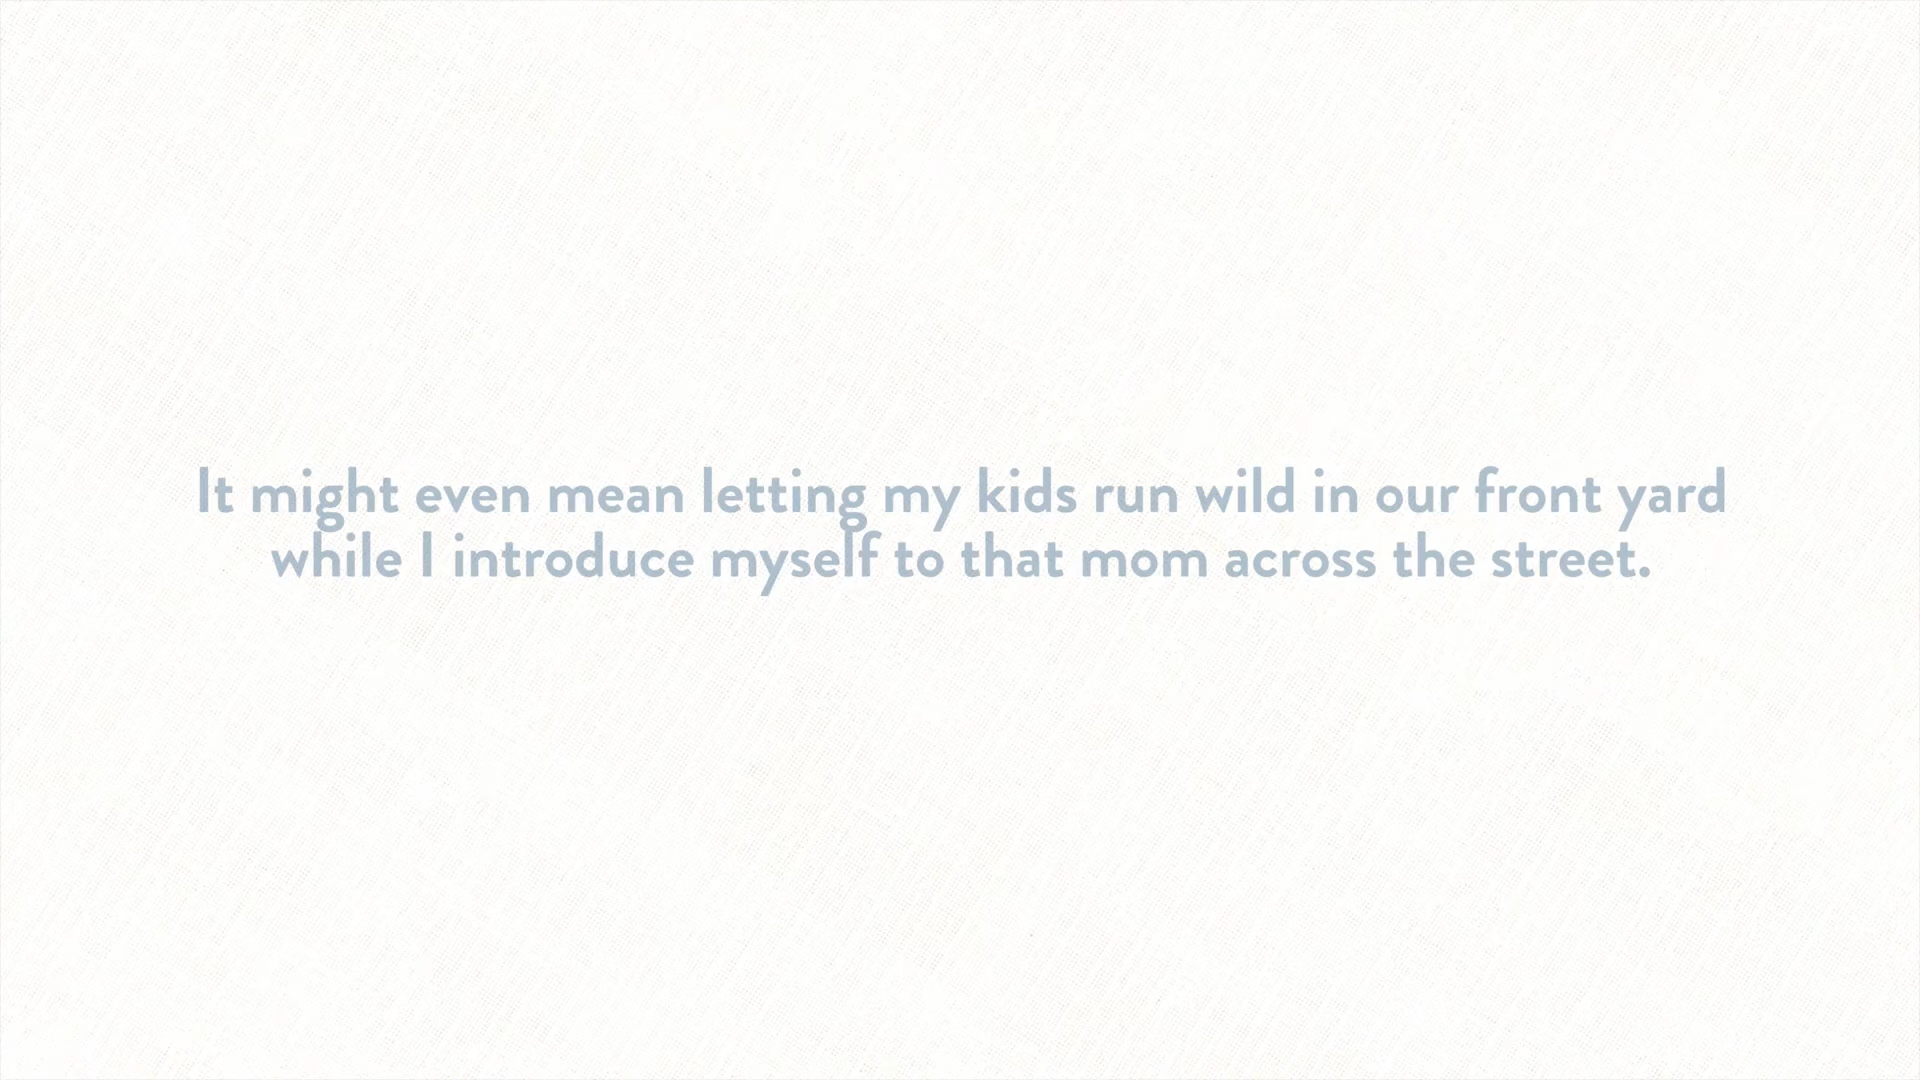 It might even mean letting my kids run wild in our front yard
while I introduce myself to that mom across the street.